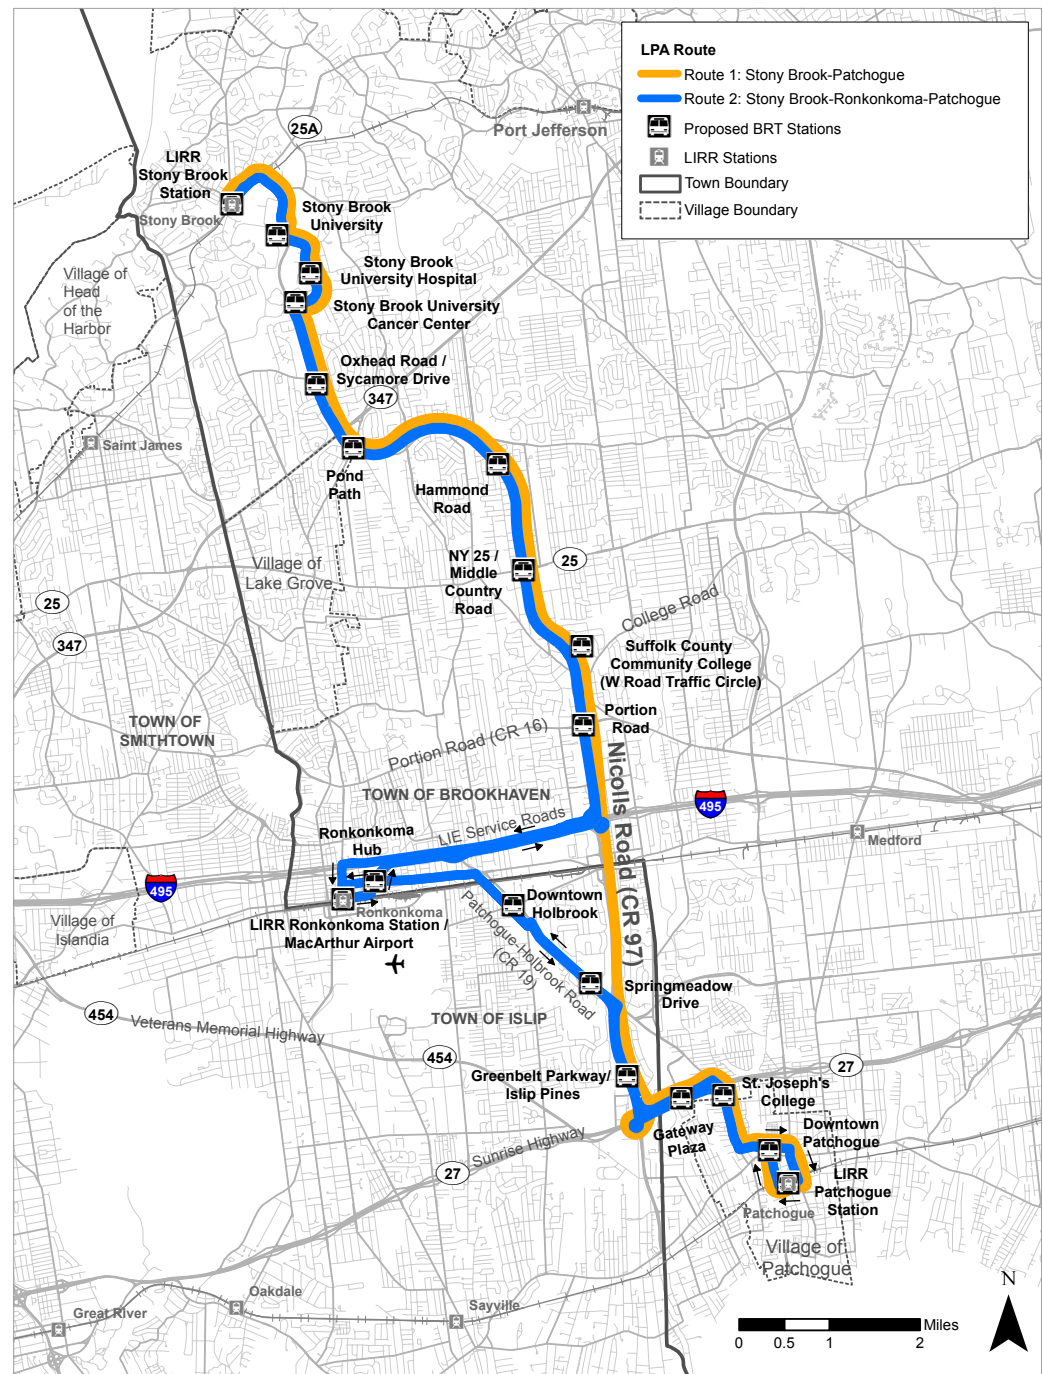 LPA Route
Route 1: Stony Brook-Patchogue
Route 2: Stony Brook-Ronkonkoma-Patchogue
Proposed BRT Stations
LIRR Stations
Town Boundary
Village Boundary
25A
Port Jefferson
LIRR
Stony Brook
Station
Stony Brook
Stony Brook
University
Stony Brook
University Hospital
Village of
Head
of the
Harbor
Stony Brook University
Cancer Center
Oxhead Road /
Sycamore Drive
347
Saint James
Pond
Path
Hammond
Road
NY 25 /
Middle
Country
Road
25
Village of
Lake Grove
25
College Road
347
Suffolk County
Community College
(W Road Traffic Circle)
Portion
Road
TOWN OF
SMITHTOWN
Portion Road (CR 16)
Nicolls Road (CR 97)
TOWN OF BROOKHAVEN
495
LIE Service Roads
Ronkonkoma
Hub
Medford
495
Downtown
Holbrook
Ronkonkoma
Village of
Islandia
LIRR Ronkonkoma Station /
MacArthur Airport
Patchogue-Holbrook Road
(CR 19)
Springmeadow
Drive
454
Veterans Memorial Highway
TOWN OF ISLIP
454
27
Greenbelt Parkway/
Islip Pines
St. Joseph's
College
Gateway
Plaza
Downtown
Patchogue
Sunrise Highway
27
LIRR
Patchogue
Station
Patchogue
Village of
Patchogue
Oakdale
Sayville
Great River
N
0 0.5 1 2 Miles